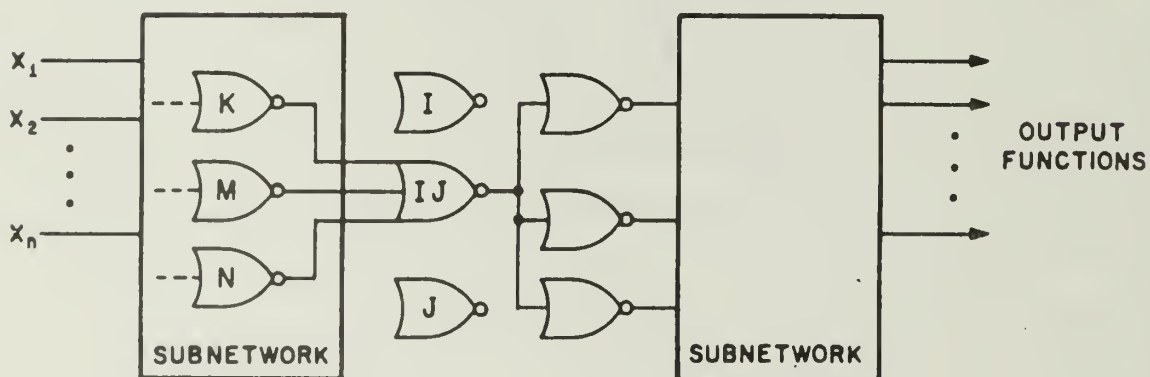 X1
X2
Xn
K
M
N
SUBNETWORK
I
IJ
J
SUBNETWORK
OUTPUT
FUNCTIONS